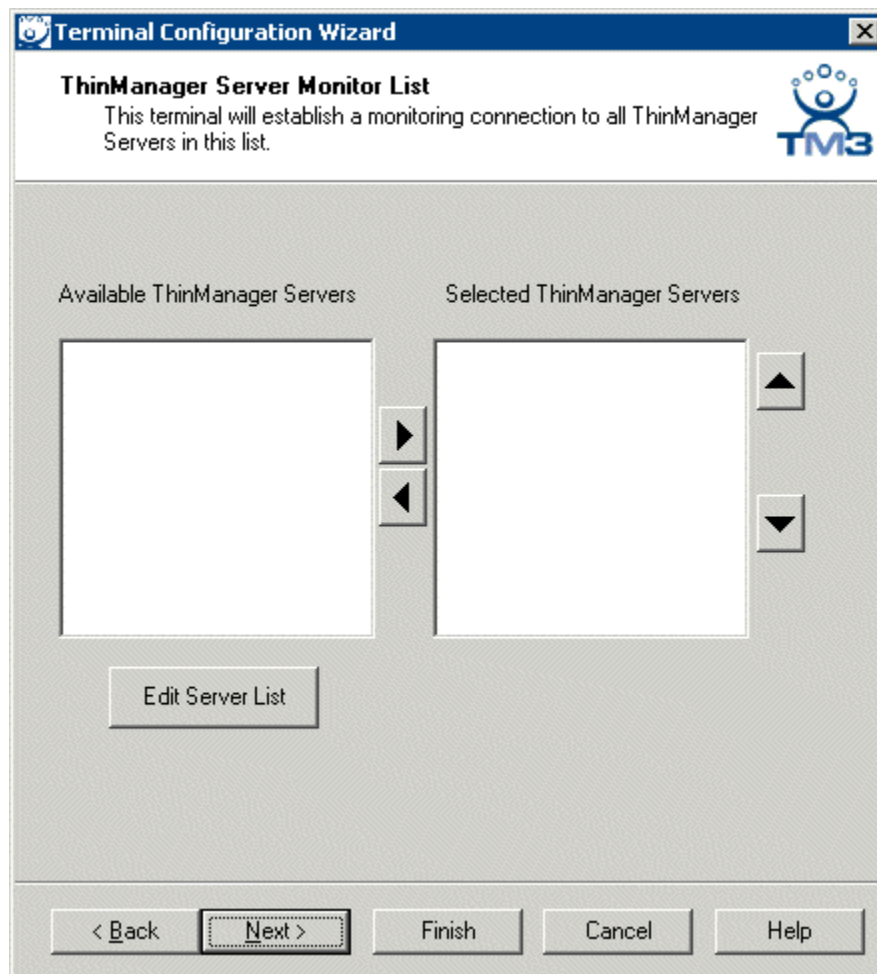 Terminal Configuration Wizard
ThinManager Server Monitor List
This terminal will establish a monitoring connection to all ThinManager
Servers in this list.
TM3
Available ThinManager Servers
Selected ThinManager Servers
Edit Server List
< Back
Next >
Finish
Cancel
Help